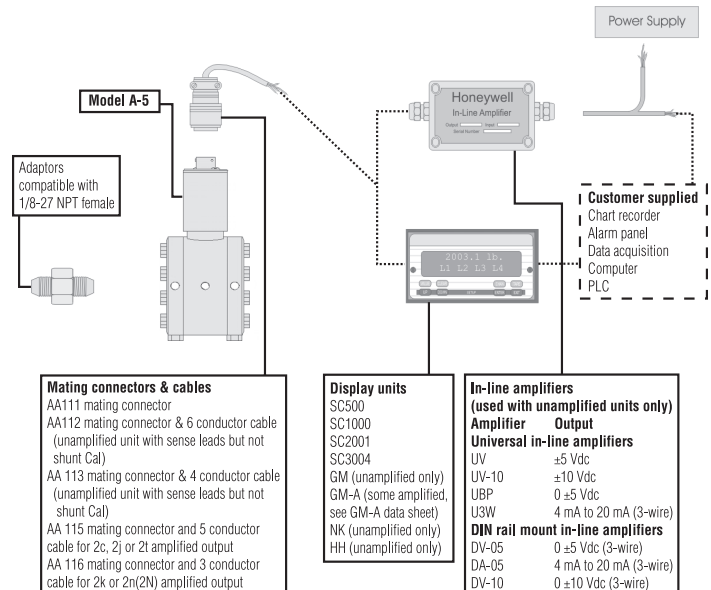 Power Supply
Model A-5
Honeywell
In-Line Amplifier
Output Input
Serial Number
Adaptors
compatible with
1/8-27 NPT female
Customer supplied
Chart recorder
Alarm panel
Data acquisition
Computer
PLC
2003.1 lb.
L1 L2 L3 L4
Mating connectors & cables
AA111 mating connector
AA112 mating connector & 6 conductor cable
(unamplified unit with sense leads but not
shunt Cal)
AA 113 mating connector & 4 conductor cable
(unamplified unit with sense leads but not
shunt Cal)
AA 115 mating connector and 5 conductor
cable for 2c, 2j or 2t amplified output
AA 116 mating connector and 3 conductor
cable for 2k or 2n(2N) amplified output
Display units
SC500
SC1000
SC2001
SC3004
GM (unamplified only)
GM-A (some amplified,
see GM-A data sheet)
NK (unamplified only)
HH (unamplified only)
In-line amplifiers
(used with unamplified units only)
Amplifier Output
Universal in-line amplifiers
UV ±5 Vdc
UV-10 ±10 Vdc
UBP 0 ±5 Vdc
U3W 4 mA to 20 mA (3-wire)
DIN rail mount in-line amplifiers
DV-05 0 ±5 Vdc (3-wire)
DA-05 4 mA to 20 mA (3-wire)
DV-10 0 ±10 Vdc (3-wire)